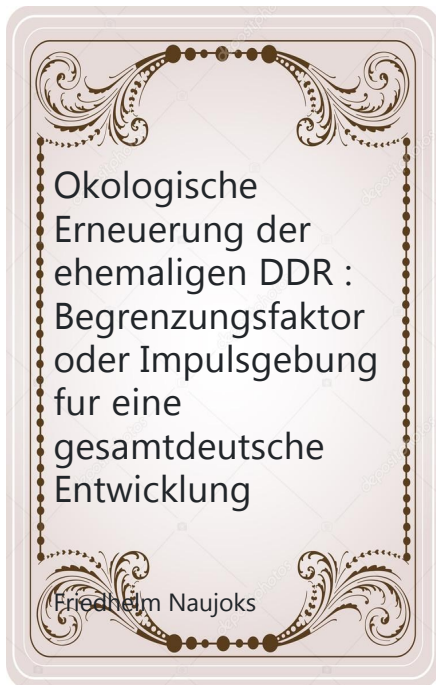 Okologische
Erneuerung der
ehemaligen DDR :
Begrenzungsfaktor
oder Impulsgebung
fur eine
gesamtdeutsche
Entwicklung
Friedhelm Naujoks